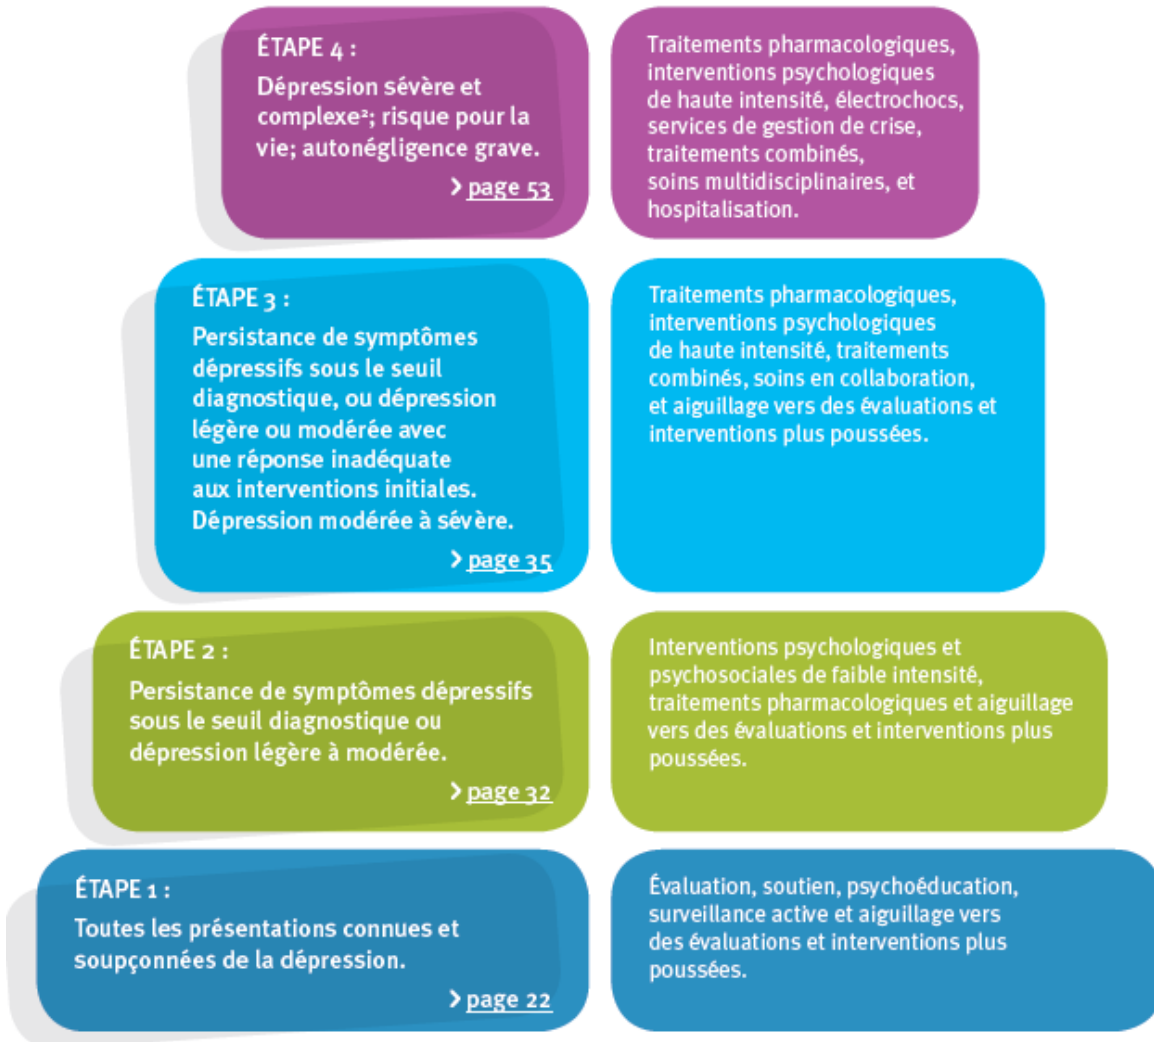 ÉTAPE 4 :
Dépression sévère et
complexe²; risque pour la
vie; autonégligence grave.
> page 53
Traitements pharmacologiques,
interventions psychologiques
de haute intensité, électrochocs,
services de gestion de crise,
traitements combinés,
soins multidisciplinaires, et
hospitalisation.
ÉTAPE 3 :
Persistance de symptômes
dépressifs sous le seuil
diagnostique, ou dépression
légère ou modérée avec
une réponse inadéquate
aux interventions initiales.
Dépression modérée à sévère.
> page 35
Traitements pharmacologiques,
interventions psychologiques
de haute intensité, traitements
combinés, soins en collaboration,
et aiguillage vers des évaluations et
interventions plus poussées.
ÉTAPE 2 :
Persistance de symptômes dépressifs
sous le seuil diagnostique ou
dépression légère à modérée.
> page 32
Interventions psychologiques et
psychosociales de faible intensité,
traitements pharmacologiques et aiguillage
vers des évaluations et interventions plus
poussées.
ÉTAPE 1 :
Toutes les présentations connues et
soupçonnées de la dépression.
> page 22
Évaluation, soutien, psychoéducation,
surveillance active et aiguillage vers
des évaluations et interventions plus
poussées.